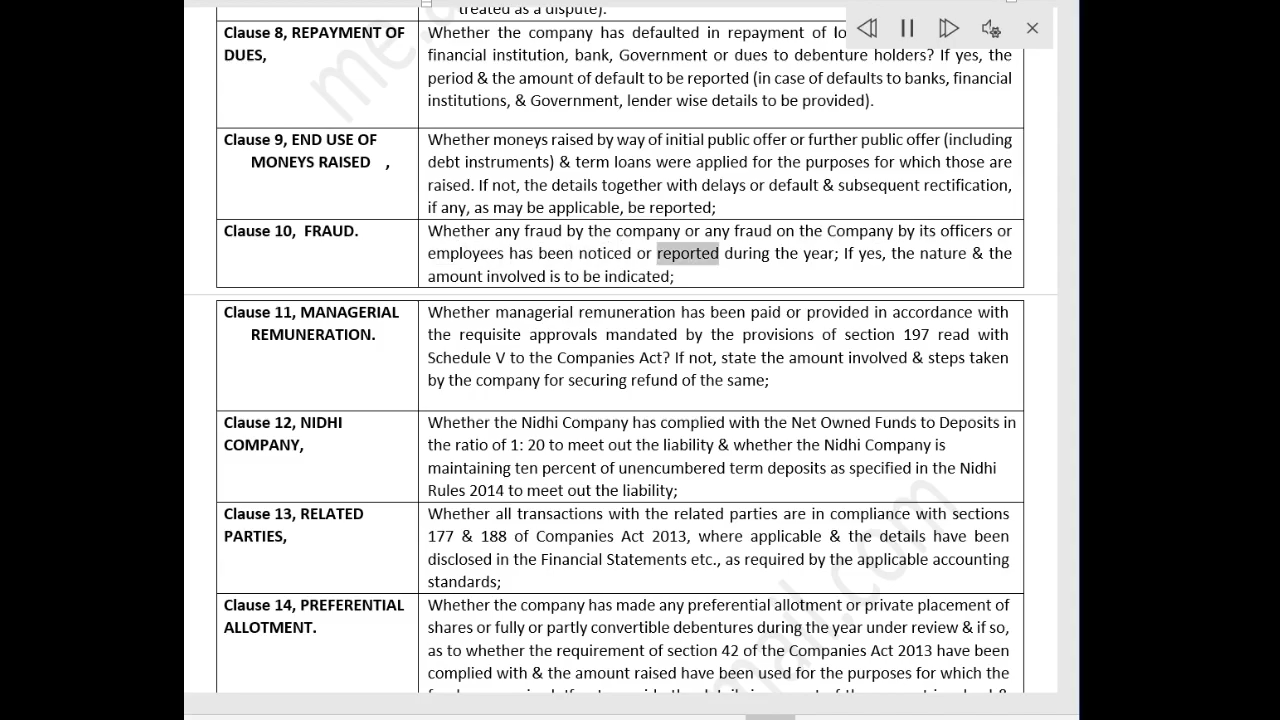 treated as a dispute).
Clause 8, REPAYMENT OF
DUES,
Whether the company has defaulted in repayment of lo
financial institution, bank, Government or dues to debenture holders? If yes, the
period & the amount of default to be reported (in case of defaults to banks, financial
institutions, & Government, lender wise details to be provided).
Clause 9, END USE OF
MONEYS RAISED ,
Whether moneys raised by way of initial public offer or further public offer (including
debt instruments) & term loans were applied for the purposes for which those are
raised. If not, the details together with delays or default & subsequent rectification,
if any, as may be applicable, be reported;
Clause 10, FRAUD.
Whether any fraud by the company or any fraud on the Company by its officers or
employees has been noticed or reported during the year; If yes, the nature & the
amount involved is to be indicated;
Clause 11, MANAGERIAL
REMUNERATION.
Whether managerial remuneration has been paid or provided in accordance with
the requisite approvals mandated by the provisions of section 197 read with
Schedule V to the Companies Act? If not, state the amount involved & steps taken
by the company for securing refund of the same;
Clause 12, NIDHI
COMPANY,
Whether the Nidhi Company has complied with the Net Owned Funds to Deposits in
the ratio of 1: 20 to meet out the liability & whether the Nidhi Company is
maintaining ten percent of unencumbered term deposits as specified in the Nidhi
Rules 2014 to meet out the liability;
Clause 13, RELATED
PARTIES,
Whether all transactions with the related parties are in compliance with sections
177 & 188 of Companies Act 2013, where applicable & the details have been
disclosed in the Financial Statements etc., as required by the applicable accounting
standards;
Clause 14, PREFERENTIAL
ALLOTMENT.
Whether the company has made any preferential allotment or private placement of
shares or fully or partly convertible debentures during the year under review & if so,
as to whether the requirement of section 42 of the Companies Act 2013 have been
complied with & the amount raised have been used for the purposes for which the